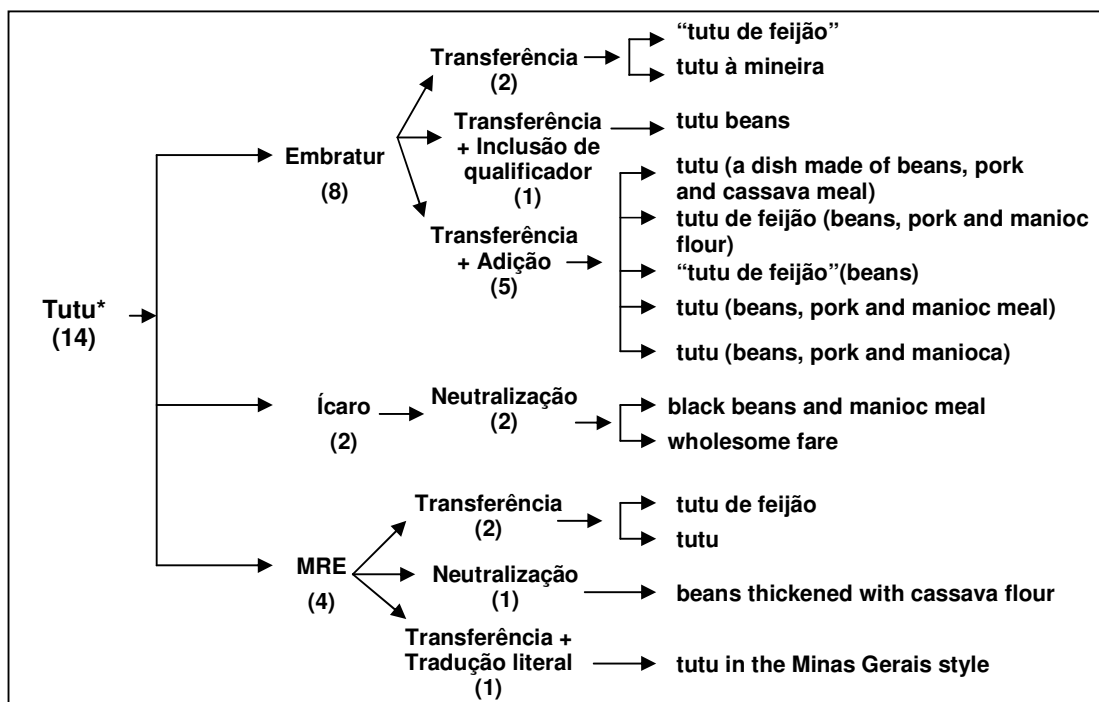 Tutu*
(14)
Embratur
(8)
Transferência
(2)
“tutu de feijão”
tutu à mineira
Transferência
+ Inclusão de
qualificador
(1)
tutu beans
Transferência
+ Adição
(5)
tutu (a dish made of beans, pork
and cassava meal)
tutu de feijão (beans, pork and manioc
flour)
“tutu de feijão”(beans)
tutu (beans, pork and manioc meal)
tutu (beans, pork and manioca)
Ícaro
(2)
Neutralização
(2)
black beans and manioc meal
wholesome fare
MRE
(4)
Transferência
(2)
tutu de feijão
tutu
Neutralização
(1)
beans thickened with cassava flour
Transferência +
Tradução literal
(1)
tutu in the Minas Gerais style